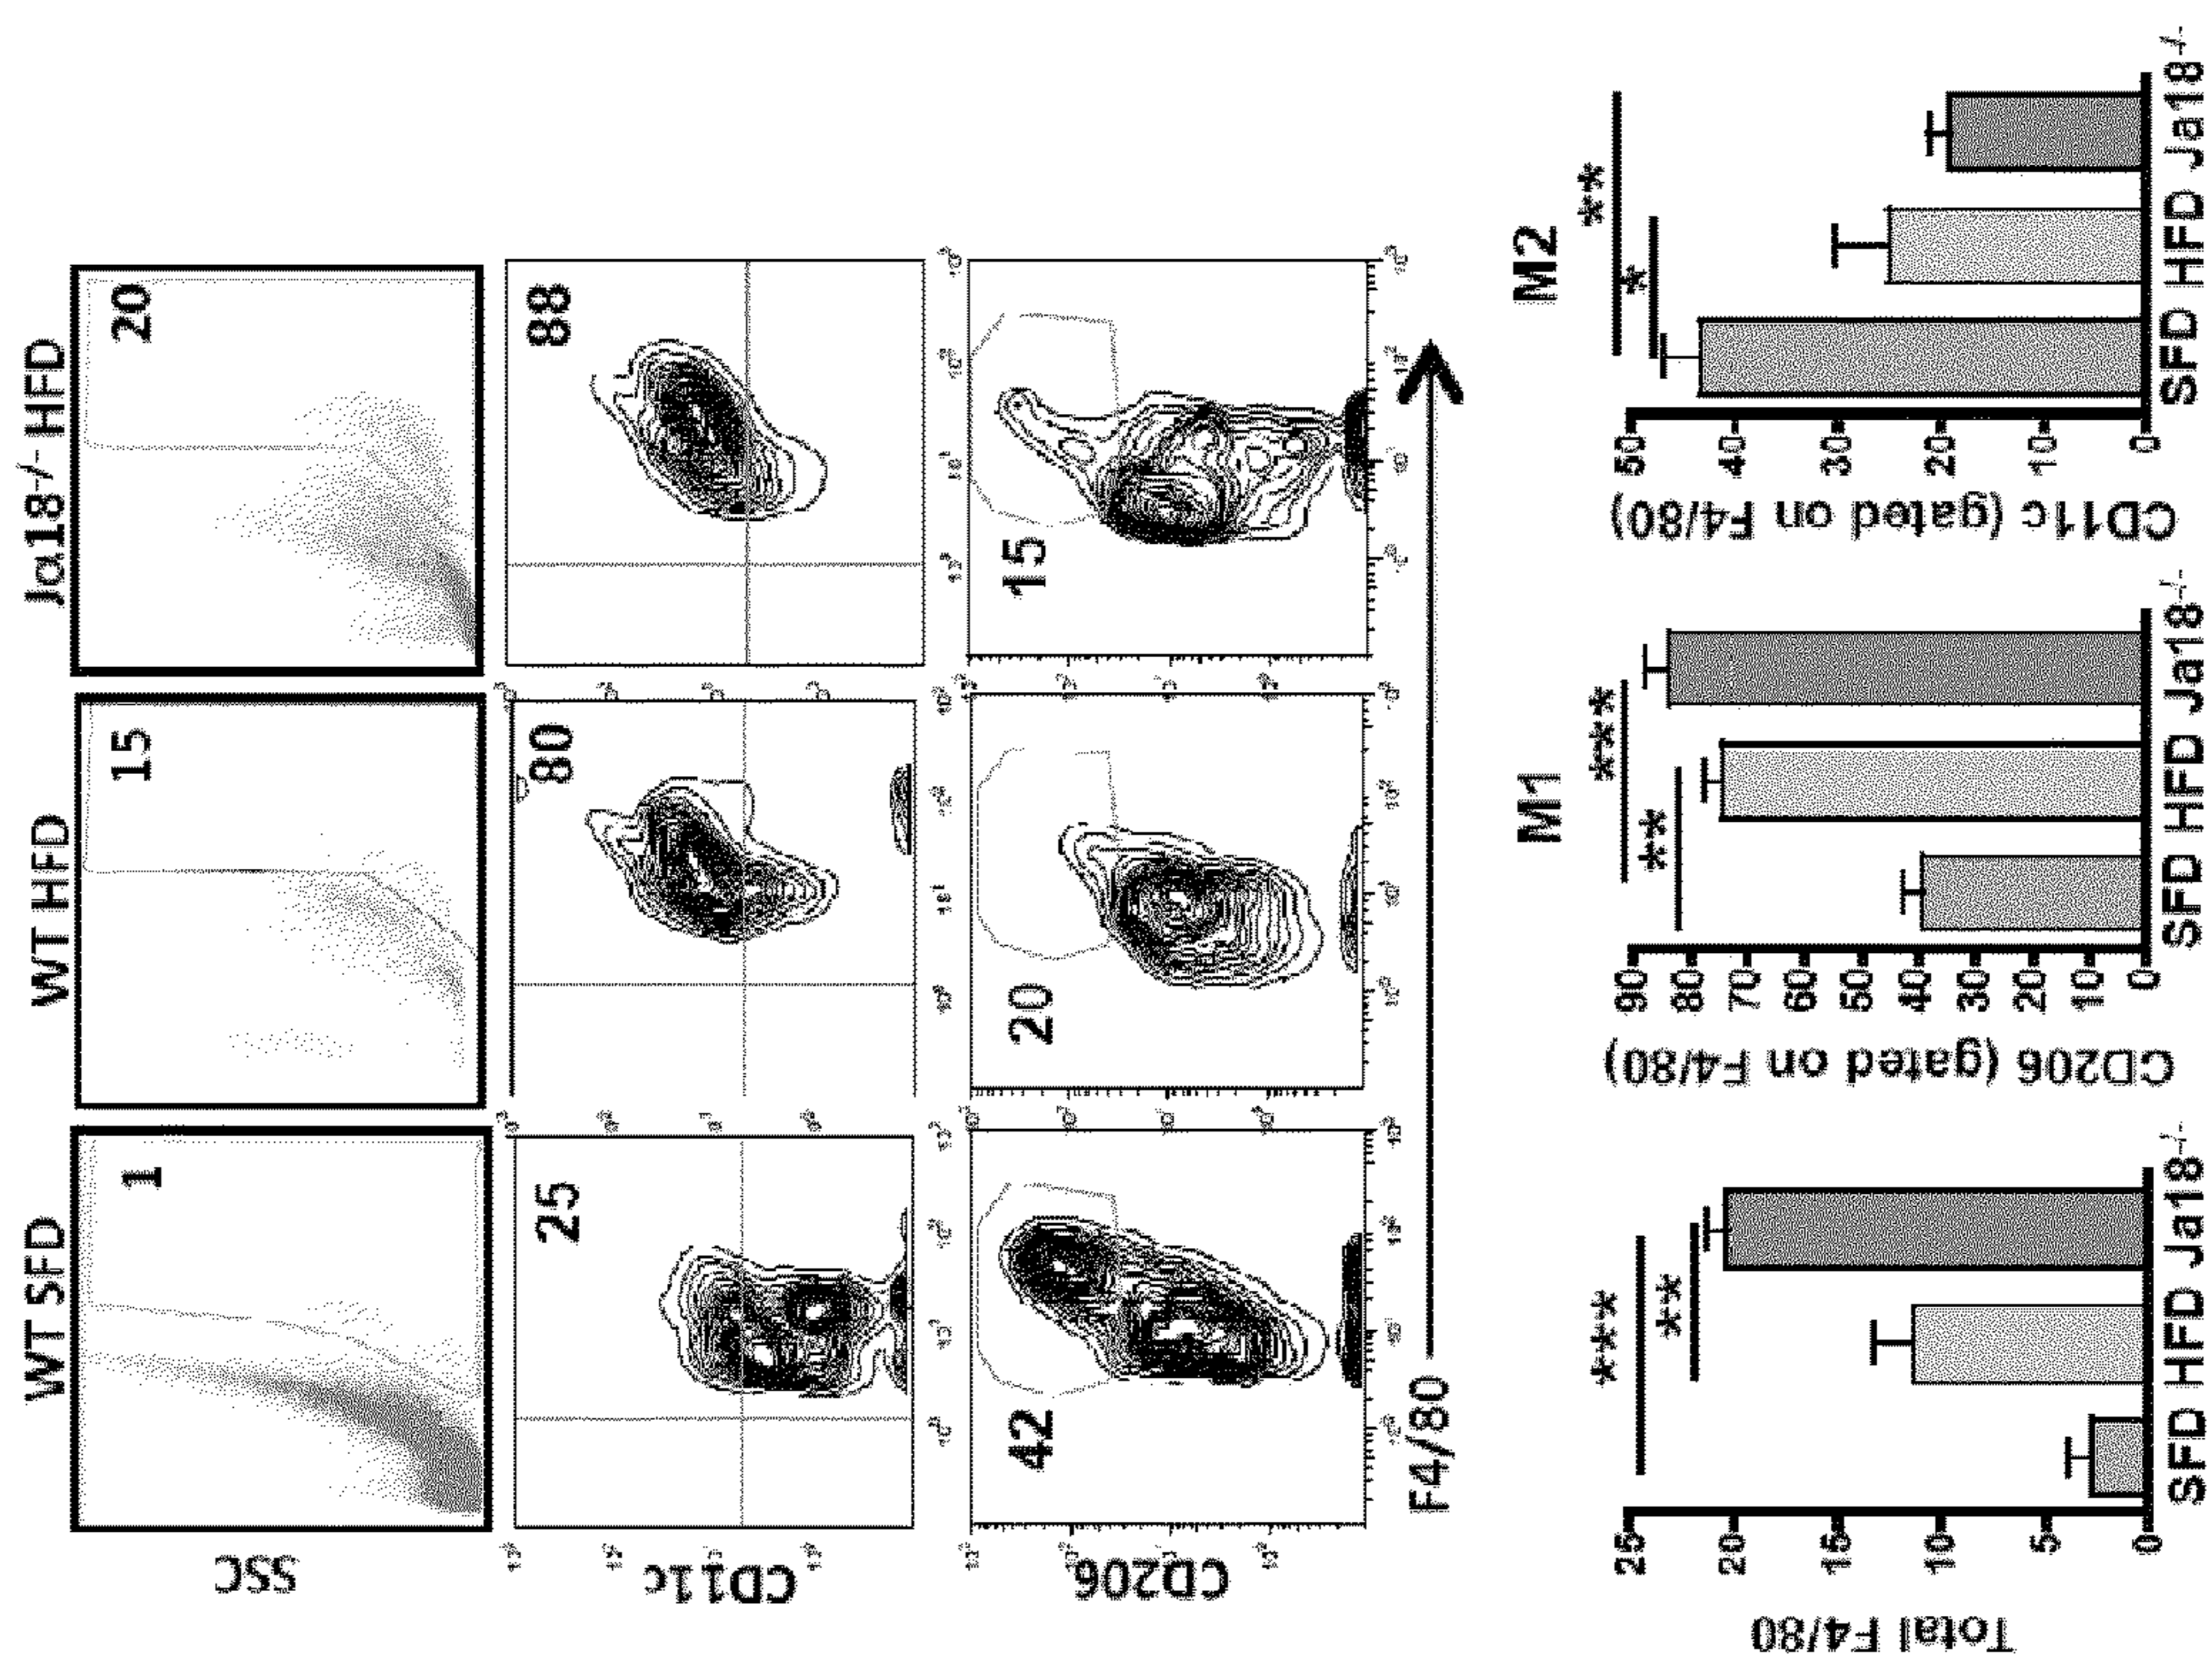 WT SFD WT HFD Jα18-/- HFD
SSC 1 15 20
CD11c 25 80 88
CD206 42 20 15
F4/80
M1 M2
*** ** *** ** ** *
Total F4/80
25
20
15
10
5
0
SFD HFD Ja18-/-
CD206 (gated on F4/80)
90
80
70
60
50
40
30
20
10
0
SFD HFD Ja18-/-
CD11c (gated on F4/80)
50
40
30
20
10
0
SFD HFD Ja18-/-